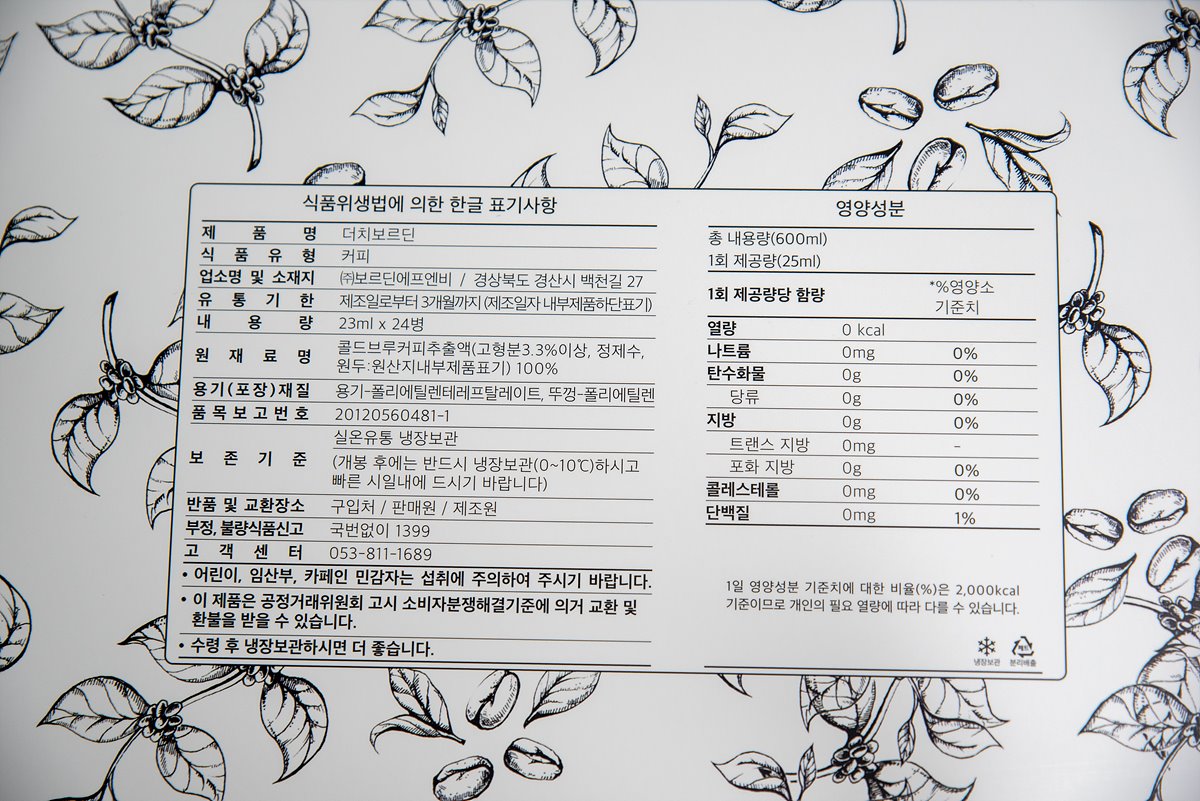 식품위생법에 의한 한글 표기사항
제 품 명 더치보르딘
식 품 유 형 커피
업소명 및 소재지 ㈜보르딘에프엔비 / 경상북도 경산시 백천길 27
유 통 기 한 제조일로부터 3개월까지 (제조일자 내부제품하단표기)
내 용 량 23ml x 24병
원 재 료 명 콜드브루커피추출액(고형분3.3%이상, 정제수,
원두:원산지내부제품표기) 100%
용기(포장)재질 용기-폴리에틸렌테레프탈레이트, 뚜껑-폴리에틸렌
품 목 보 고 번 호 20120560481-1
보 존 기 준 실온유통 냉장보관
(개봉 후에는 반드시 냉장보관(0~10℃)하시고
빠른 시일내에 드시기 바랍니다)
반품 및 교환장소 구입처 / 판매원 / 제조원
부정, 불량식품신고 국번없이 1399
고 객 센 터 053-811-1689
• 어린이, 임산부, 카페인 민감자는 섭취에 주의하여 주시기 바랍니다.
• 이 제품은 공정거래위원회 고시 소비자분쟁해결기준에 의거 교환 및
환불을 받을 수 있습니다.
• 수령 후 냉장보관하시면 더 좋습니다.
영양성분
총 내용량(600ml)
1회 제공량(25ml)
1회 제공량당 함량 *%영양소
기준치
열량 0 kcal
나트륨 0mg 0%
탄수화물 0g 0%
당류 0g 0%
지방 0g 0%
트랜스 지방 0mg -
포화 지방 0g 0%
콜레스테롤 0mg 0%
단백질 0mg 1%
1일 영양성분 기준치에 대한 비율(%)은 2,000kcal
기준이므로 개인의 필요 열량에 따라 다를 수 있습니다.
냉장보관 분리배출